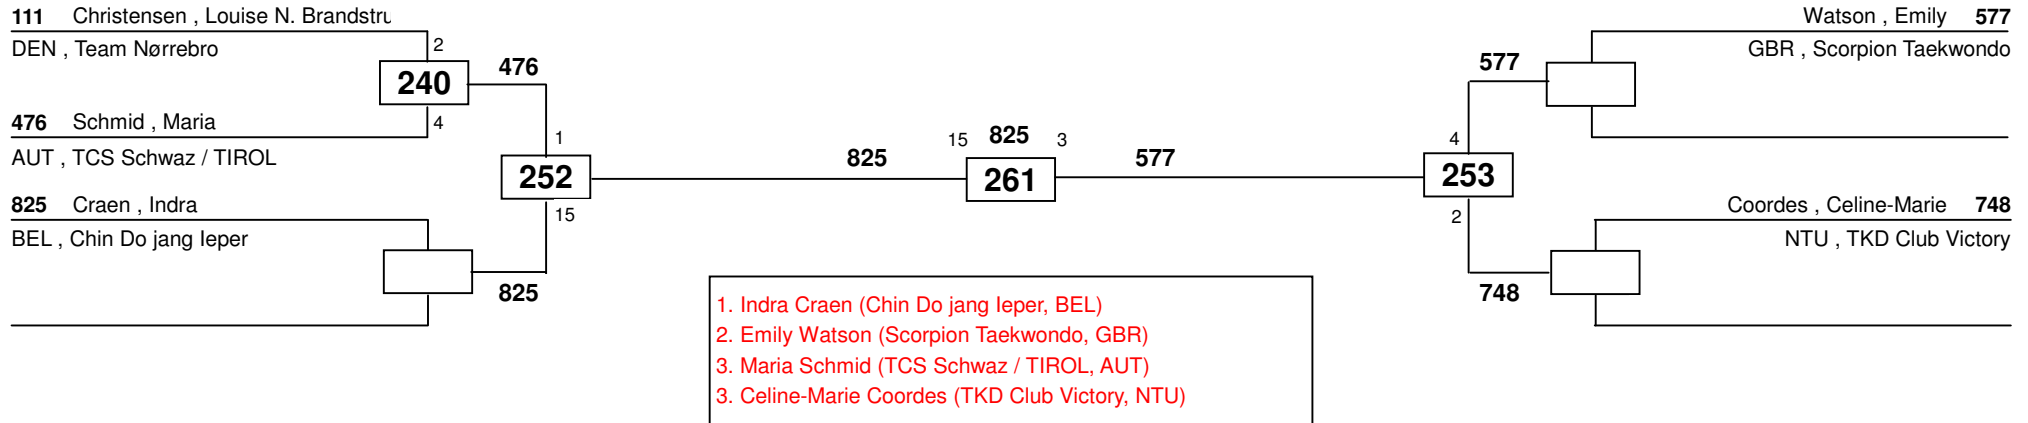 111 Christensen , Louise N. Brandstru
DEN , Team Nørrebro
2
240
476
476 Schmid , Maria
4
AUT , TCS Schwaz / TIROL
1
252
15
825 Craen , Indra
BEL , Chin Do jang Ieper
825
825
15 825 3
261
577
Watson , Emily 577
GBR , Scorpion Taekwondo
577
4
253
2
Coordes , Celine-Marie 748
NTU , TKD Club Victory
748
1. Indra Craen (Chin Do jang Ieper, BEL)
2. Emily Watson (Scorpion Taekwondo, GBR)
3. Maria Schmid (TCS Schwaz / TIROL, AUT)
3. Celine-Marie Coordes (TKD Club Victory, NTU)